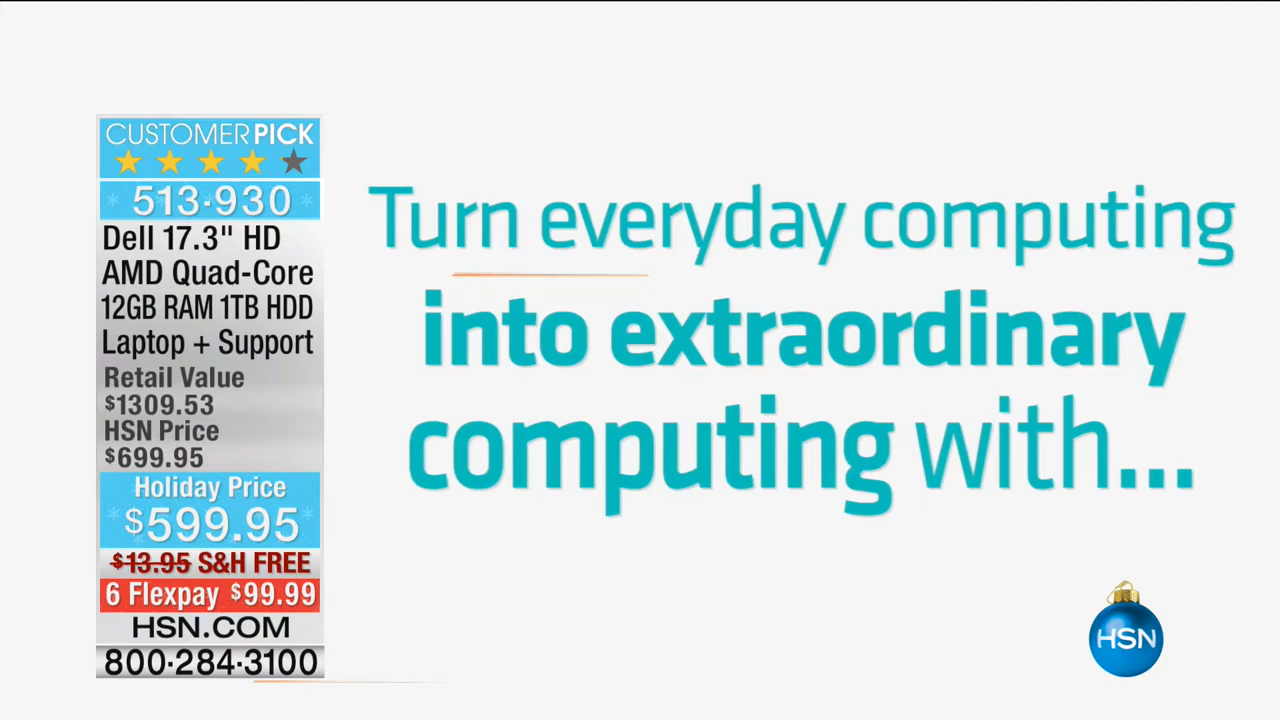 CUSTOMERPICK
513·930
Dell 17.3" HD
AMD Quad-Core
12GB RAM 1TB HDD
Laptop + Support
Retail Value
$1309.53
HSN Price
$699.95
Holiday Price
$599.95
$13.95 S&H FREE
6 Flexpay $99.99
HSN.COM
800·284·3100
Turn everyday computing
into extraordinary
computing with...
HSN